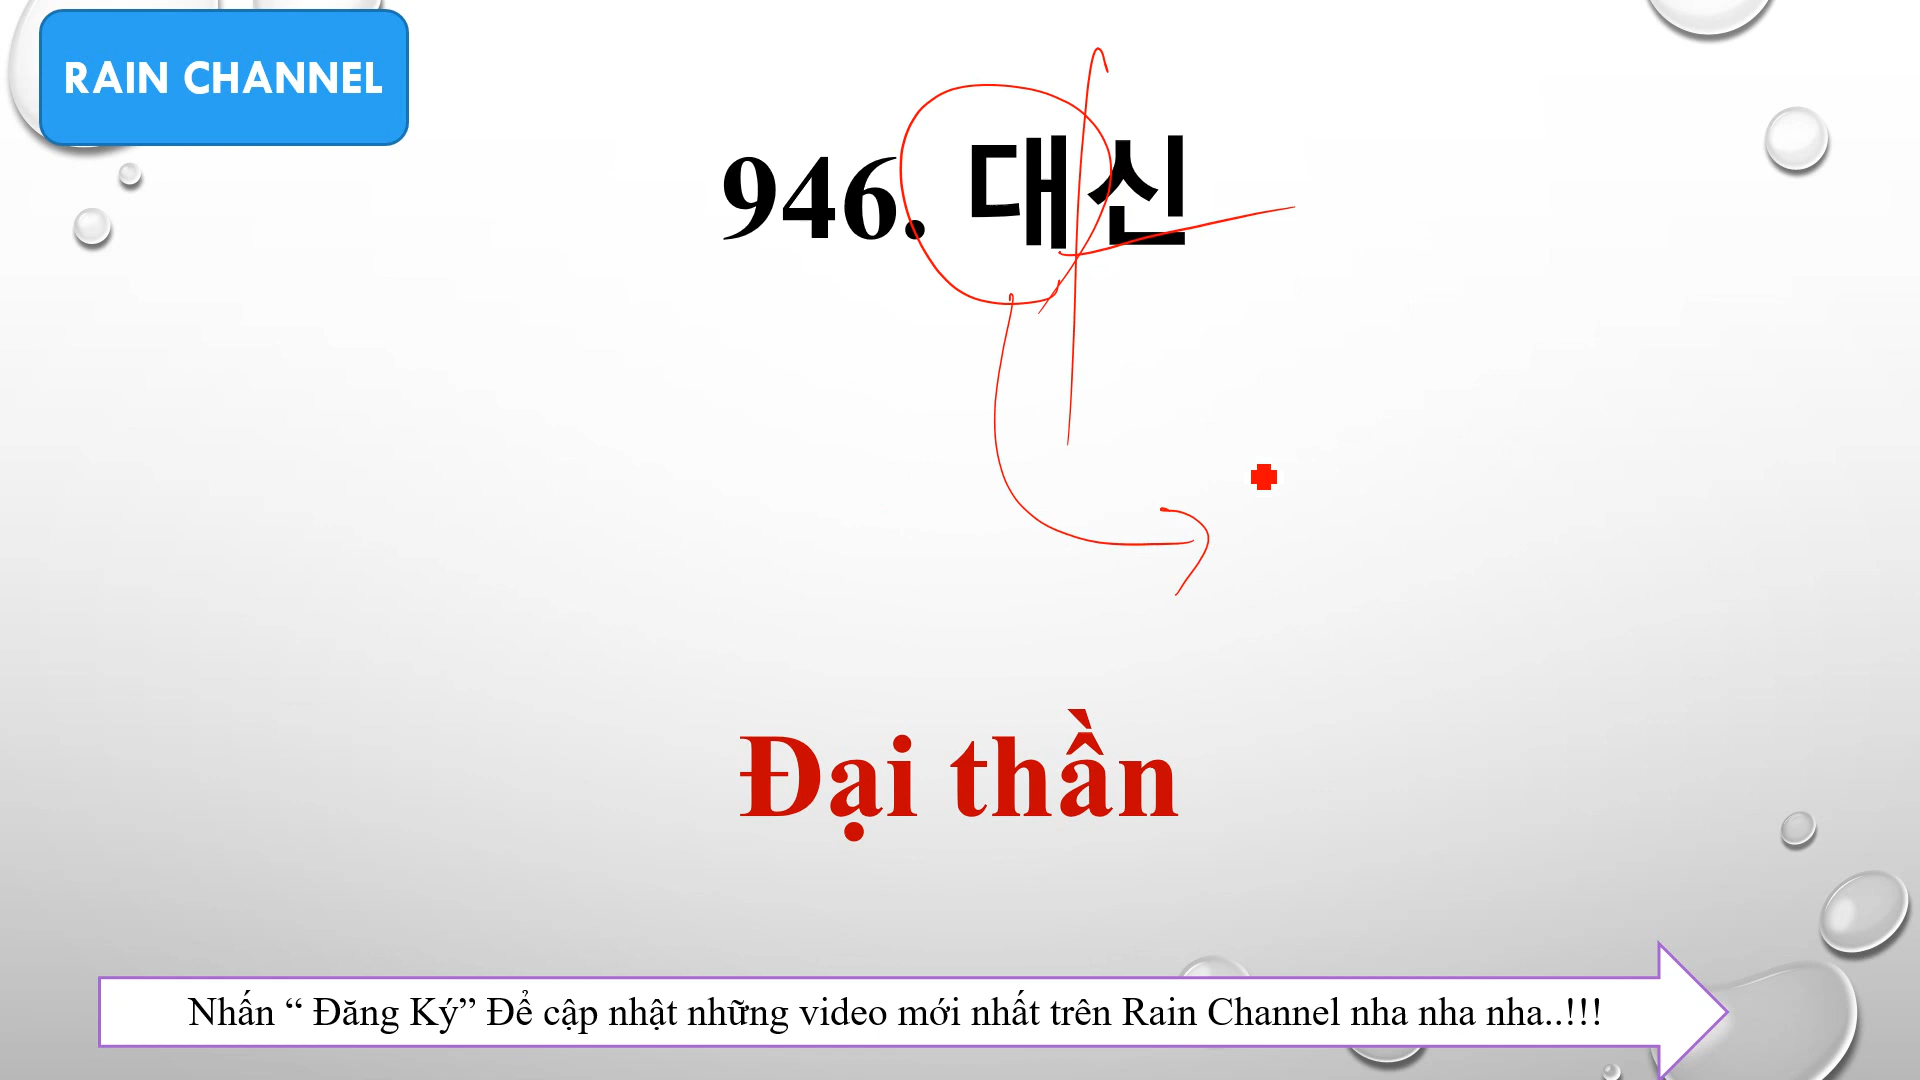 RAIN CHANNEL
946. 대신
Đại thần
Nhấn “ Đăng Ký” Để cập nhật những video mới nhất trên Rain Channel nha nha nha..!!!